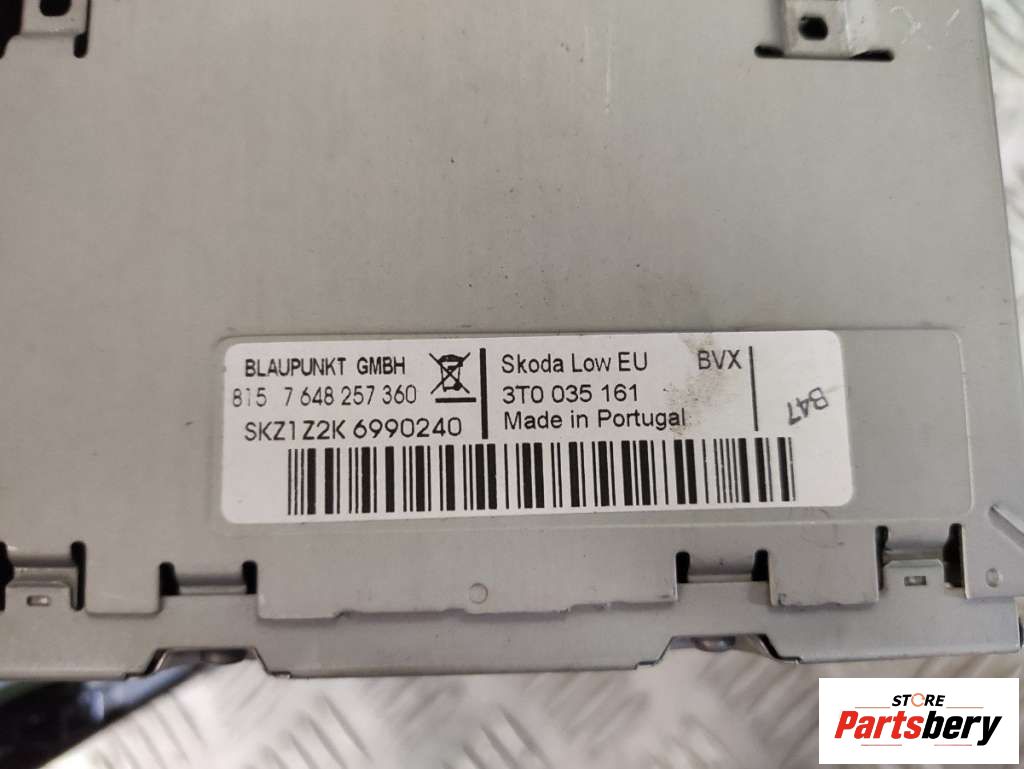 BLAUPUNKT GMBH
815 7 648 257 360
SKZ1Z2K 6990240
Skoda Low EU BVX
3T0 035 161
Made in Portugal
B47
STORE
Partsbery